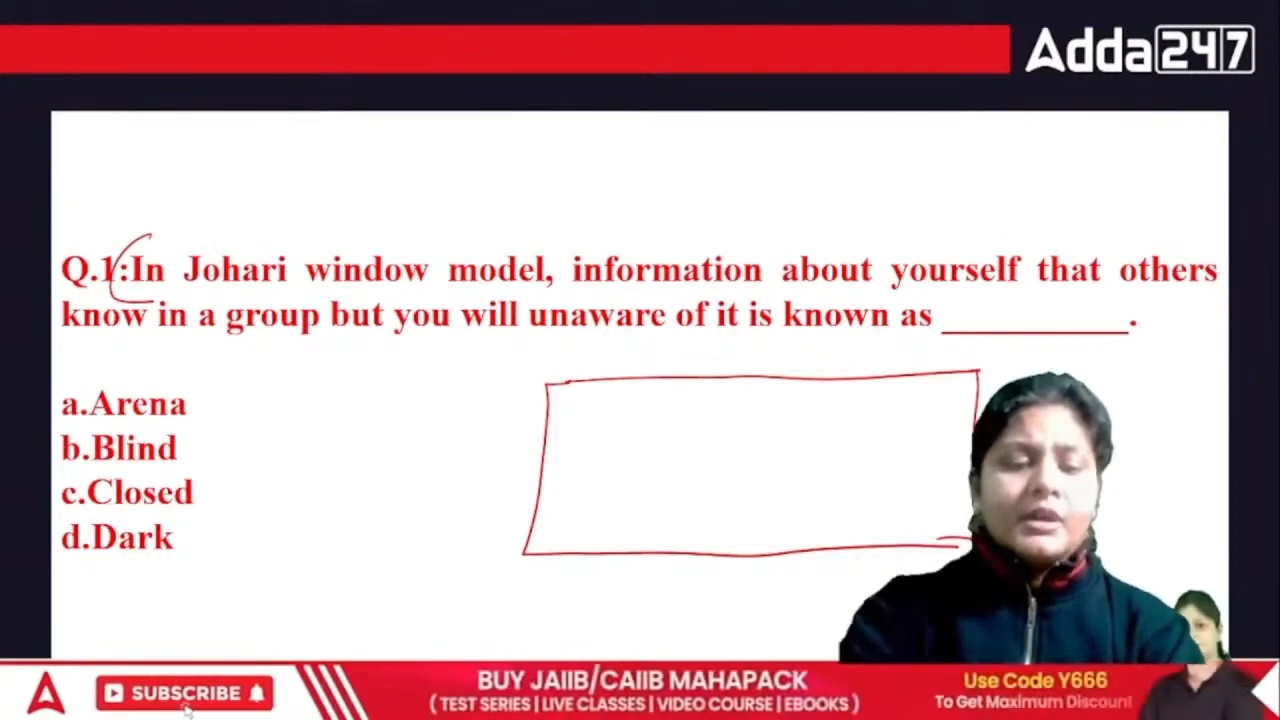 Adda247
Q.1:In Johari window model, information about yourself that others
know in a group but you will unaware of it is known as __________.
a.Arena
b.Blind
c.Closed
d.Dark
SUBSCRIBE
BUY JAIIB/CAIIB MAHAPACK
( TEST SERIES | LIVE CLASSES | VIDEO COURSE | EBOOKS )
Use Code Y666
To Get Maximum Discount